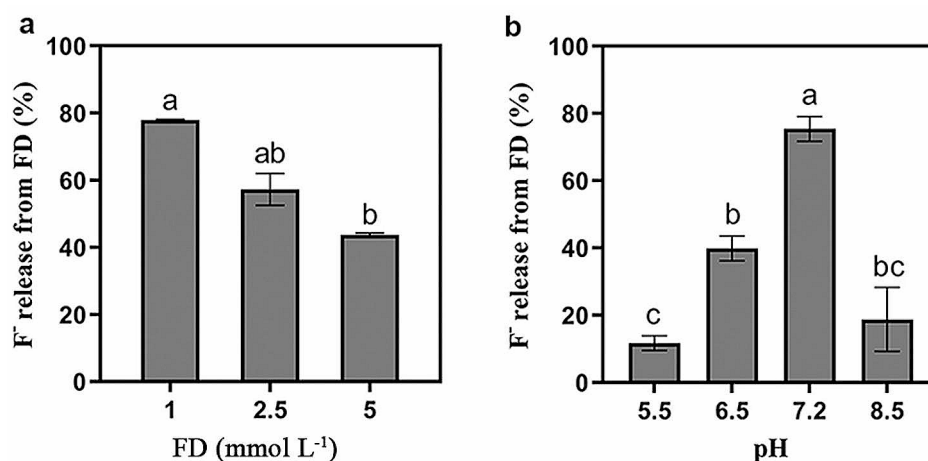 a
F⁻ release from FD (%)
100
80
60
40
20
0
a
ab
b
1 2.5 5
FD (mmol L⁻¹)
b
F⁻ release from FD (%)
100
80
60
40
20
0
c
b
a
bc
5.5 6.5 7.2 8.5
pH